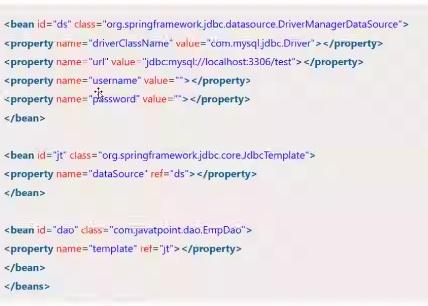 <bean id="ds" class="org.springframework.jdbc.datasource.DriverManagerDataSource">
<property name="driverClassName" value="com.mysql.jdbc.Driver"></property>
<property name="url" value="jdbc:mysql://localhost:3306/test"></property>
<property name="username" value=""></property>
<property name="password" value=""></property>
</bean>
<bean id="jt" class="org.springframework.jdbc.core.JdbcTemplate">
<property name="dataSource" ref="ds"></property>
</bean>
<bean id="dao" class="com.javatpoint.dao.EmpDao">
<property name="template" ref="jt"></property>
</bean>
</beans>